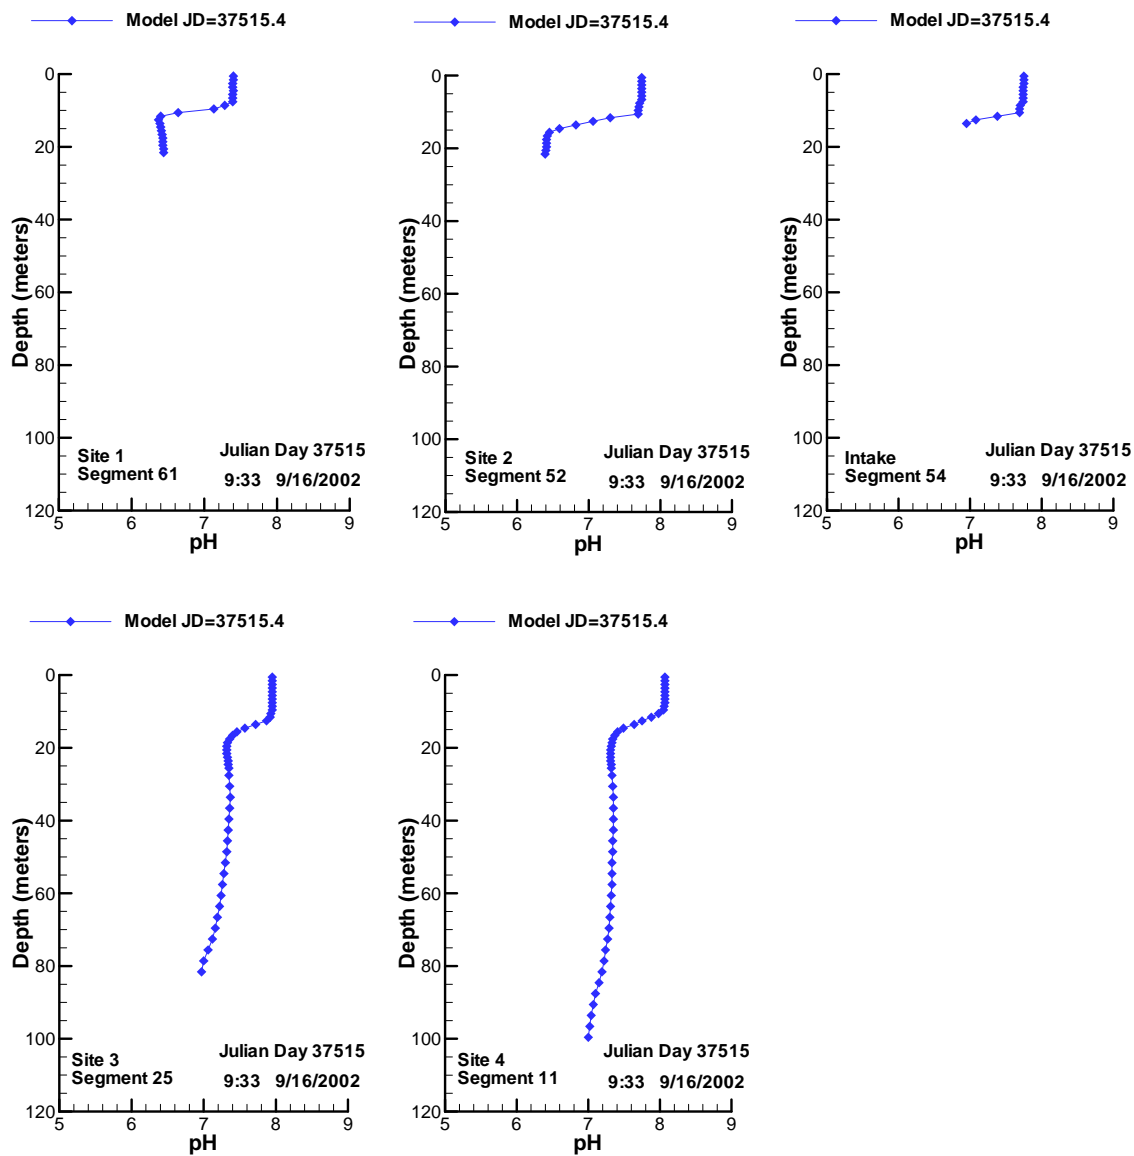 Model JD=37515.4
0
20
40
60
80
100
120
Depth (meters)
Site 1
Segment 61
Julian Day 37515
9:33 9/16/2002
5 6 7 8 9
pH
Model JD=37515.4
0
20
40
60
80
100
120
Depth (meters)
Site 2
Segment 52
Julian Day 37515
9:33 9/16/2002
5 6 7 8 9
pH
Model JD=37515.4
0
20
40
60
80
100
120
Depth (meters)
Intake
Segment 54
Julian Day 37515
9:33 9/16/2002
5 6 7 8 9
pH
Model JD=37515.4
0
20
40
60
80
100
120
Depth (meters)
Site 3
Segment 25
Julian Day 37515
9:33 9/16/2002
5 6 7 8 9
pH
Model JD=37515.4
0
20
40
60
80
100
120
Depth (meters)
Site 4
Segment 11
Julian Day 37515
9:33 9/16/2002
5 6 7 8 9
pH